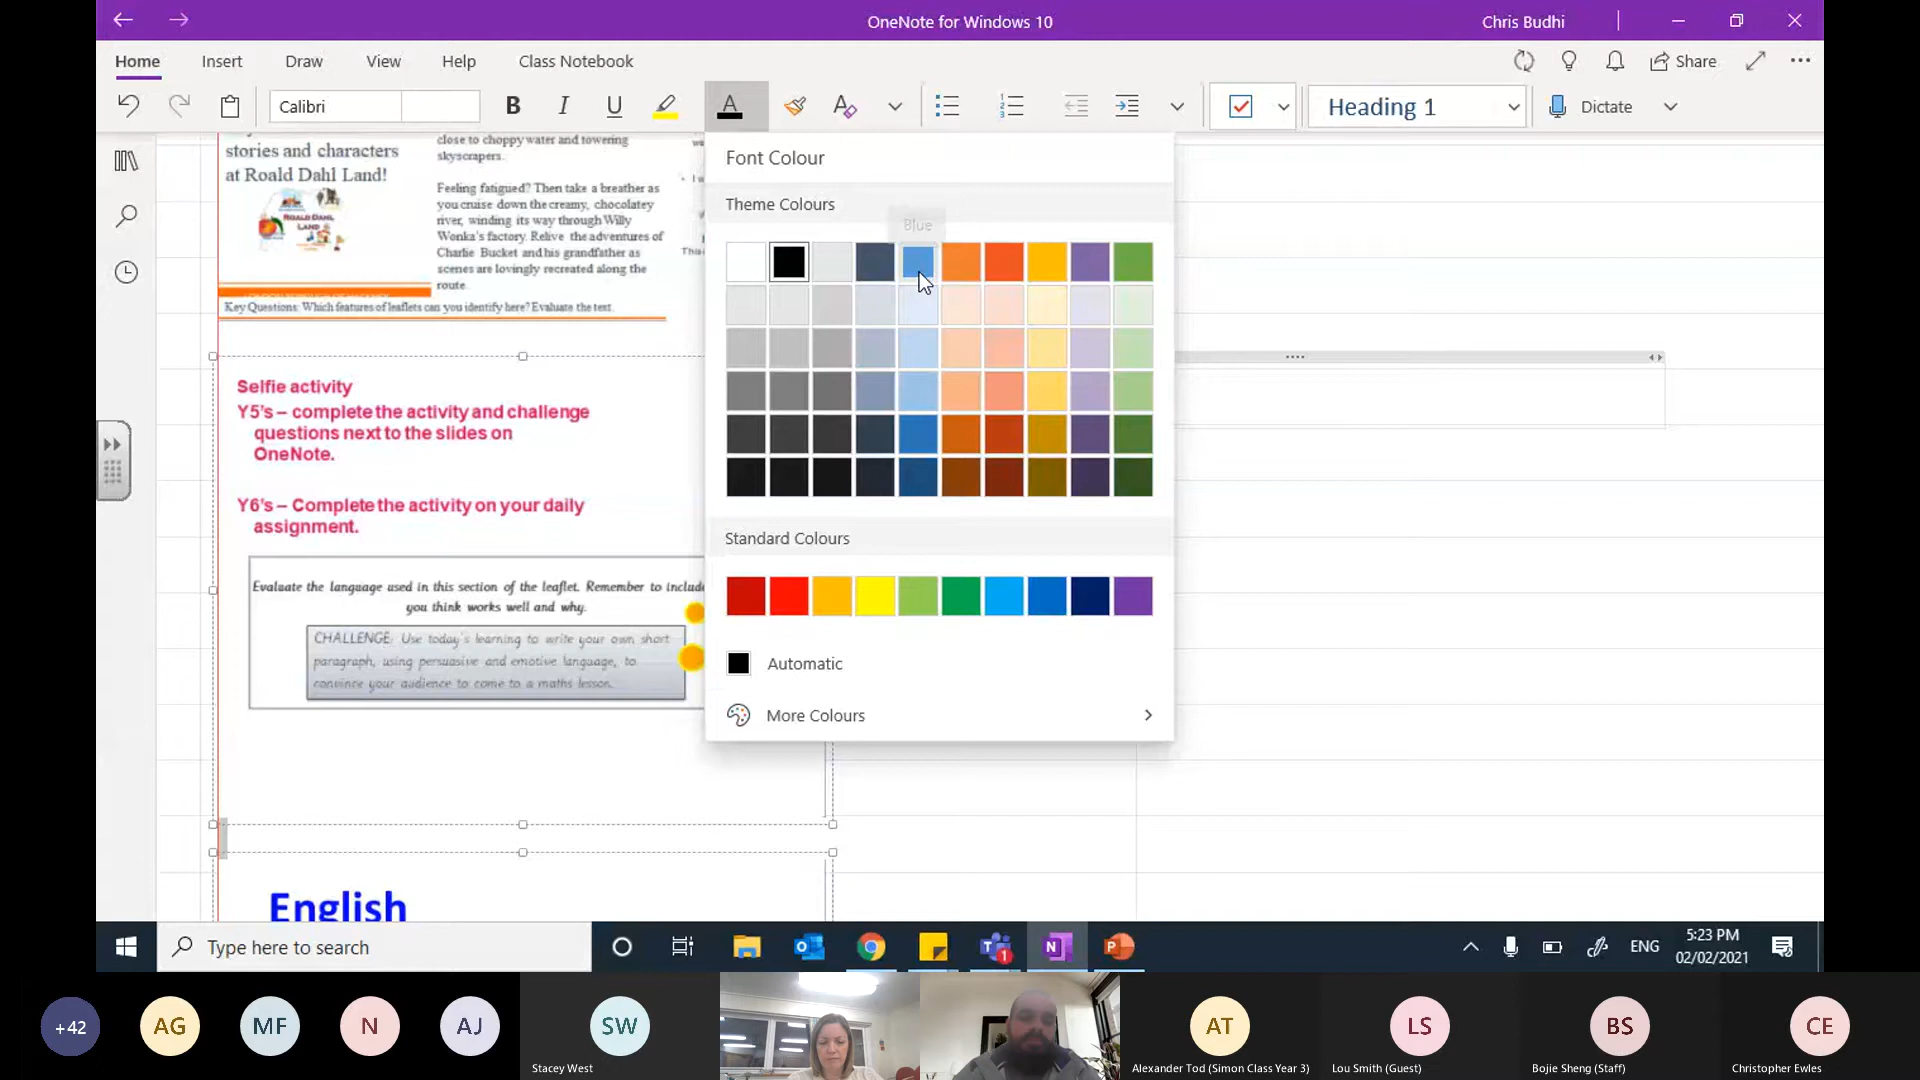 OneNote for Windows 10
Chris Budhi
Home
Insert
Draw
View
Help
Class Notebook
Share
Calibri
B
I
U
A
Heading 1
Dictate
stories and characters
at Roald Dahl Land!
ROALD DAHL
LAND
close to choppy water and towering
skyscrapers.
Feeling fatigued? Then take a breather as
you cruise down the creamy, chocolatey
river, winding its way through Willy
Wonka's factory. Relive the adventures of
Charlie Bucket and his grandfather as
scenes are lovingly recreated along the
route.
Key Questions: Which features of leaflets can you identify here? Evaluate the text.
Selfie activity
Y5's – complete the activity and challenge
questions next to the slides on
OneNote.
Y6's – Complete the activity on your daily
assignment.
Evaluate the language used in this section of the leaflet. Remember to include
you think works well and why.
CHALLENGE: Use today's learning to write your own short
paragraph, using persuasive and emotive language, to
convince your audience to come to a maths lesson.
English
Font Colour
Theme Colours
Blue
Standard Colours
Automatic
More Colours
Type here to search
ENG
5:23 PM
02/02/2021
+42
AG
MF
N
AJ
SW
Stacey West
AT
Alexander Tod (Simon Class Year 3)
LS
Lou Smith (Guest)
BS
Bojie Sheng (Staff)
CE
Christopher Ewles